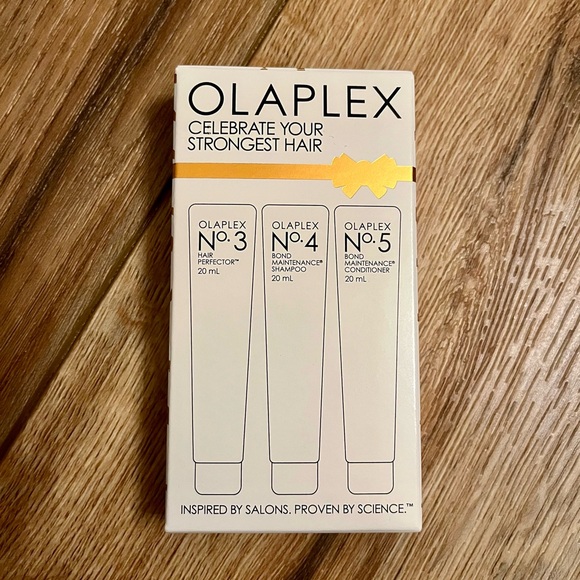 OLAPLEX
CELEBRATE YOUR
STRONGEST HAIR
OLAPLEX
Nº.3
HAIR
PERFECTOR™
20 mL
OLAPLEX
Nº.4
BOND
MAINTENANCE®
SHAMPOO
20 mL
OLAPLEX
Nº.5
BOND
MAINTENANCE®
CONDITIONER
20 mL
INSPIRED BY SALONS. PROVEN BY SCIENCE.™